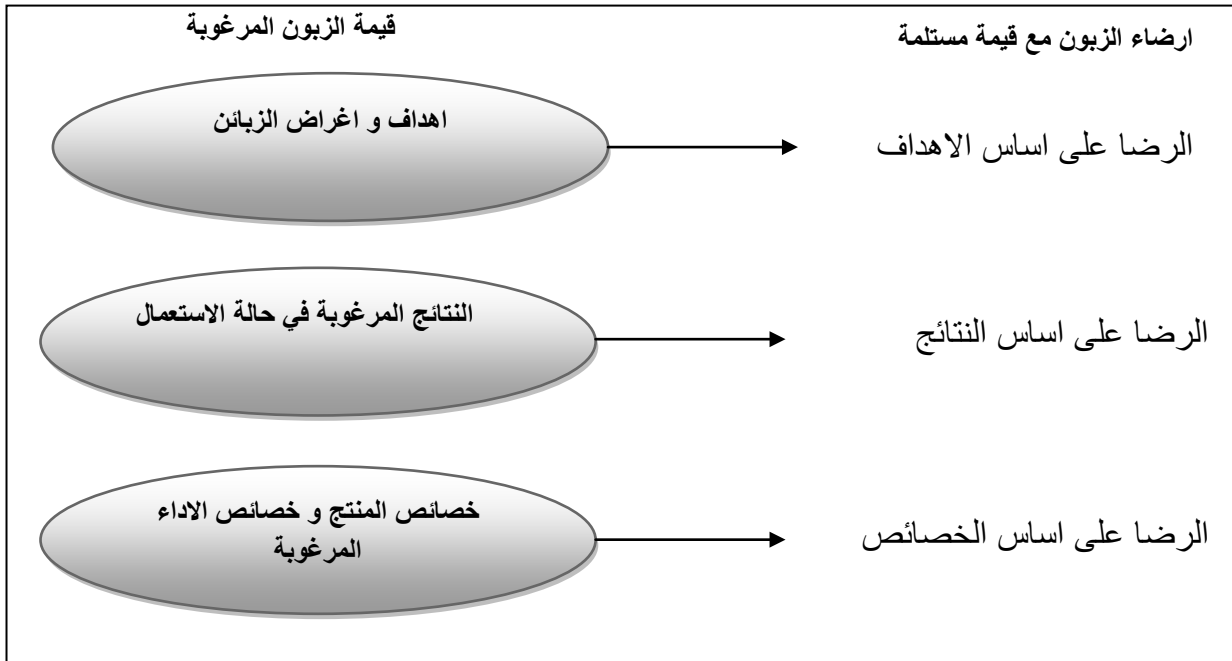 ارضاء الزبون مع قيمة مستلمة
قيمة الزبون المرغوبة
اهداف و اغراض الزبائن
الرضا على اساس الاهداف
النتائج المرغوبة في حالة الاستعمال
الرضا على اساس النتائج
خصائص المنتج و خصائص الاداء
المرغوبة
الرضا على اساس الخصائص